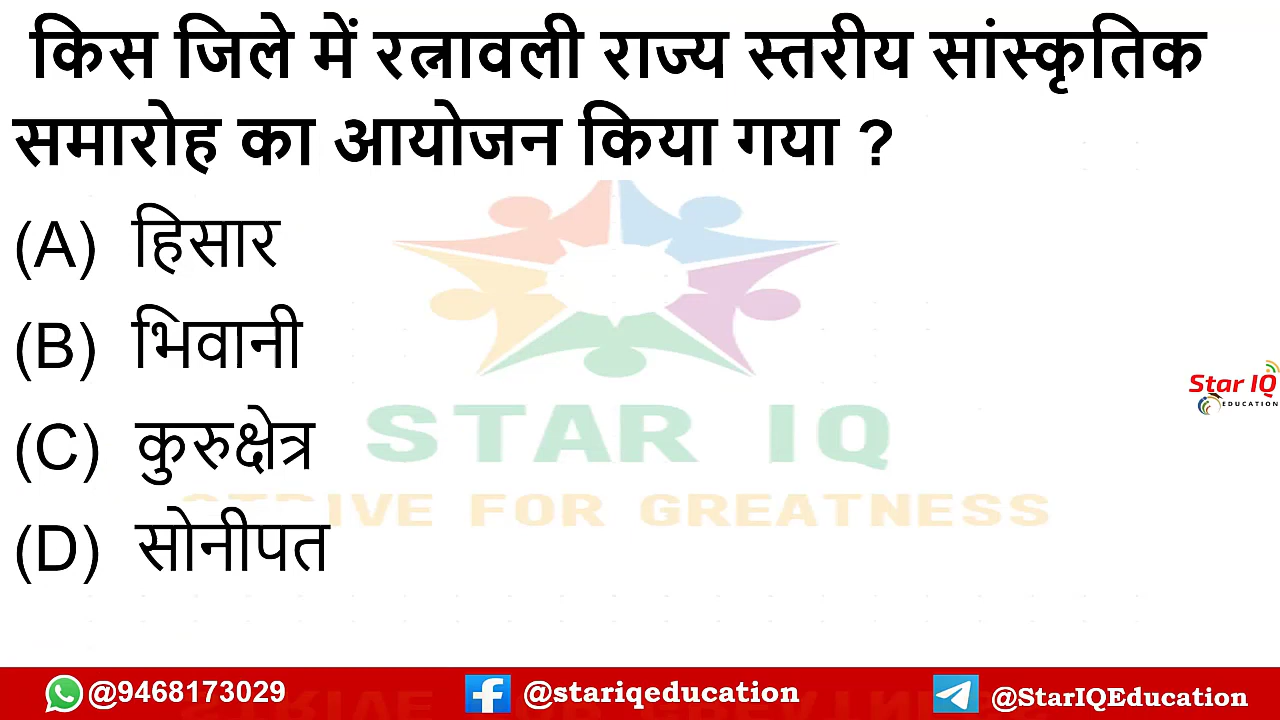 किस जिले में रत्नावली राज्य स्तरीय सांस्कृतिक
समारोह का आयोजन किया गया ?
(A) हिसार
(B) भिवानी
(C) कुरुक्षेत्र
(D) सोनीपत
STAR IQ
STRIVE FOR GREATNESS
Star IQ
EDUCATION
@9468173029 @stariqeducation @StarIQEducation